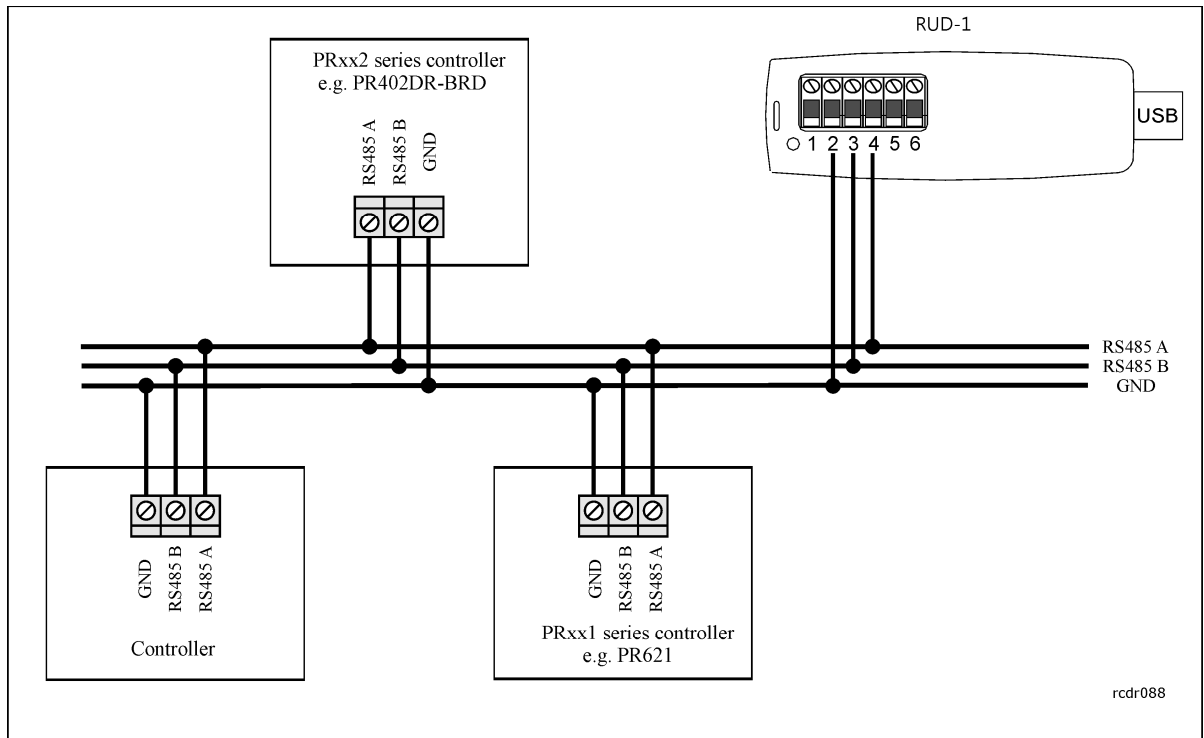 RUD-1
PRxx2 series controller
e.g. PR402DR-BRD
RS485 A
RS485 B
GND
USB
1 2 3 4 5 6
RS485 A
RS485 B
GND
GND
RS485 B
RS485 A
Controller
GND
RS485 B
RS485 A
PRxx1 series controller
e.g. PR621
rcdr088